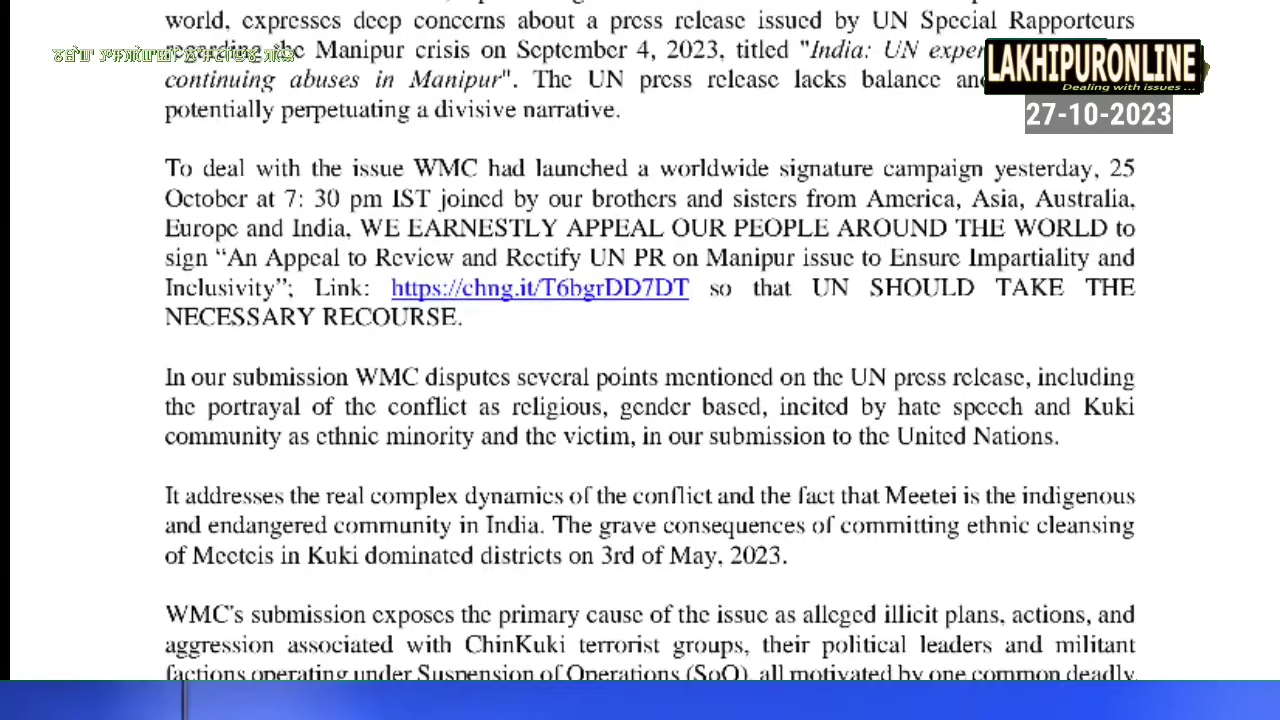 world, expresses deep concerns about a press release issued by UN Special Rapporteurs
Manipur crisis on September 4, 2023, titled "India: UN
continuing abuses in Manipur". The UN press release lacks balance
potentially perpetuating a divisive narrative.
LAKHIPURONLINE
Dealing with issues ...
27-10-2023
To deal with the issue WMC had launched a worldwide signature campaign yesterday, 25
October at 7: 30 pm IST joined by our brothers and sisters from America, Asia, Australia,
Europe and India, WE EARNESTLY APPEAL OUR PEOPLE AROUND THE WORLD to
sign “An Appeal to Review and Rectify UN PR on Manipur issue to Ensure Impartiality and
Inclusivity”; Link: https://chng.it/T6bgrDD7DT so that UN SHOULD TAKE THE
NECESSARY RECOURSE.
In our submission WMC disputes several points mentioned on the UN press release, including
the portrayal of the conflict as religious, gender based, incited by hate speech and Kuki
community as ethnic minority and the victim, in our submission to the United Nations.
It addresses the real complex dynamics of the conflict and the fact that Meetei is the indigenous
and endangered community in India. The grave consequences of committing ethnic cleansing
of Meeteis in Kuki dominated districts on 3rd of May, 2023.
WMC's submission exposes the primary cause of the issue as alleged illicit plans, actions, and
aggression associated with ChinKuki terrorist groups, their political leaders and militant
factions operating under Suspension of Operations (SoO), all motivated by one common deadly